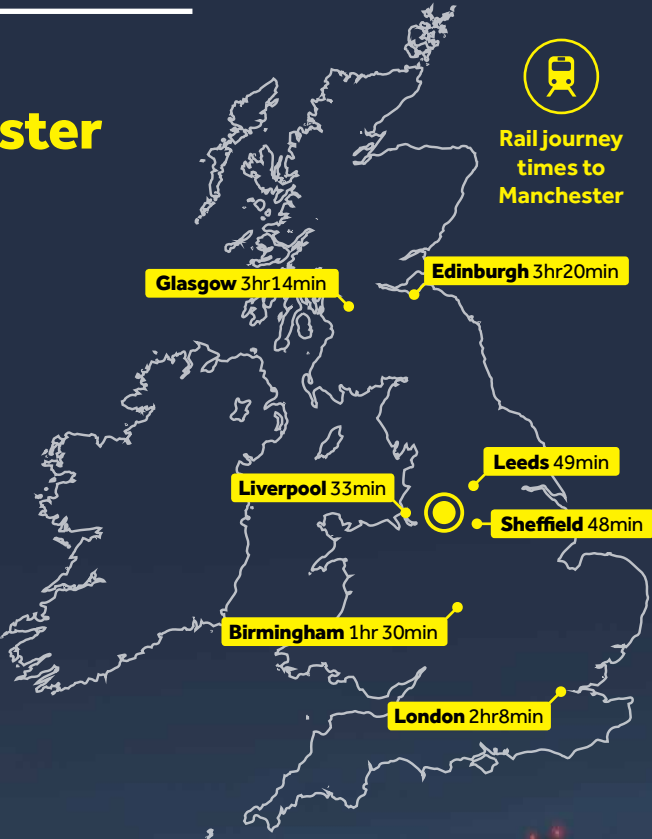 ster
Rail journey
times to
Manchester
Glasgow 3hr14min
Edinburgh 3hr20min
Leeds 49min
Liverpool 33min
Sheffield 48min
Birmingham 1hr 30min
London 2hr8min